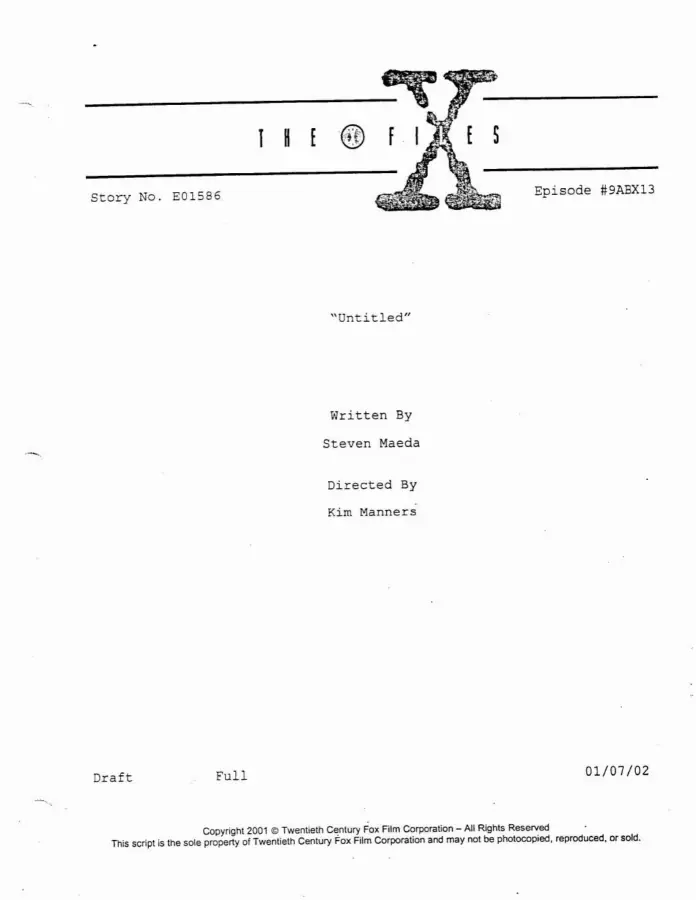 THE X FILES
Story No. E01586
Episode #9ABX13
"Untitled"
Written By
Steven Maeda
Directed By
Kim Manners
Draft Full 01/07/02
Copyright 2001 © Twentieth Century Fox Film Corporation – All Rights Reserved
This script is the sole property of Twentieth Century Fox Film Corporation and may not be photocopied, reproduced, or sold.